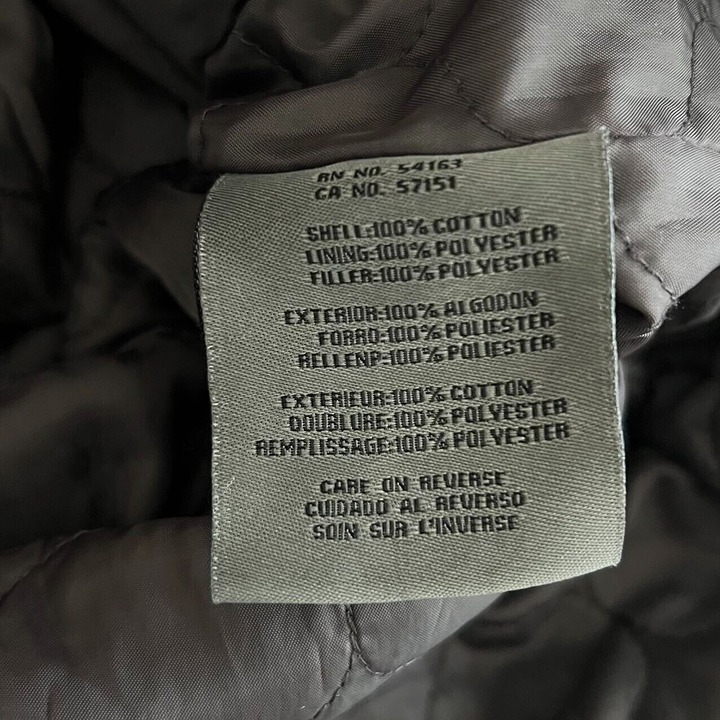 RN NO. 54163
CA NO. 57151
SHELL:100% COTTON
LINING:100% POLYESTER
FILLER:100% POLYESTER
EXTERIOR:100% ALGODON
FORRO:100% POLIESTER
RELLENP:100% POLIESTER
EXTERIEUR:100% COTTON
DOUBLURE:100% POLYESTER
REMPLISSAGE:100% POLYESTER
CARE ON REVERSE
CUIDADO AL REVERSO
SOIN SUR L'INVERSE